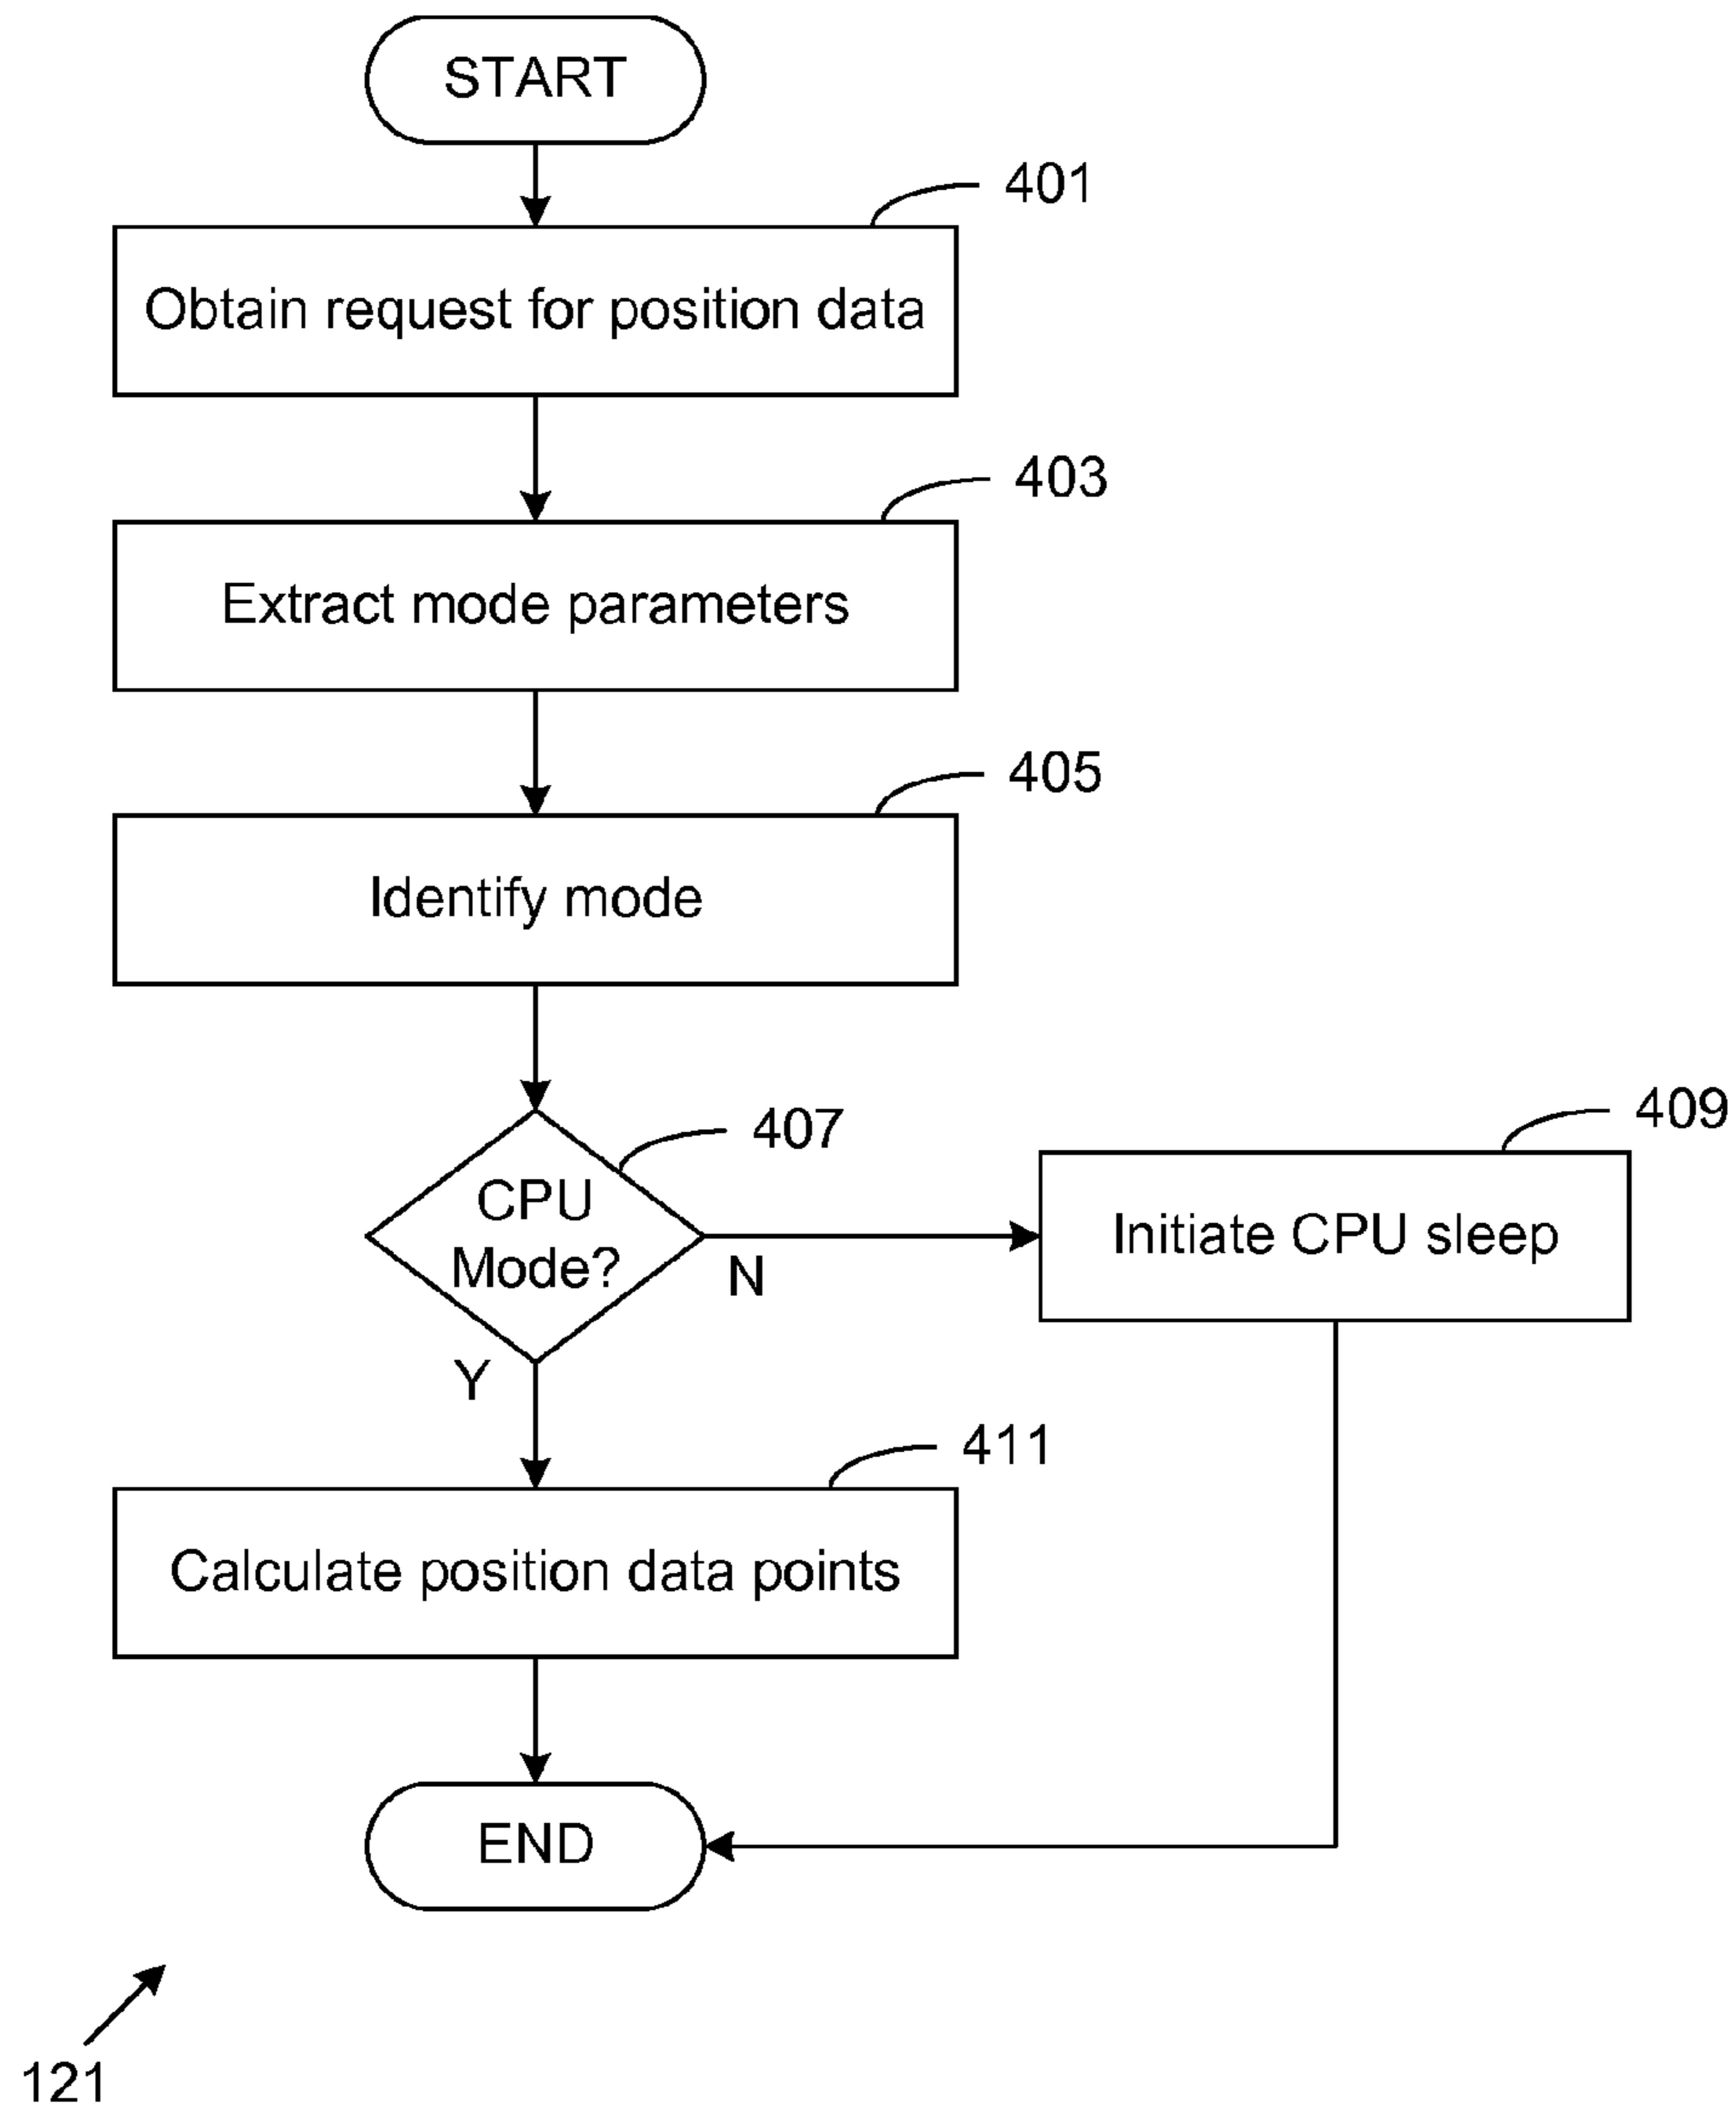 START
401
Obtain request for position data
403
Extract mode parameters
405
Identify mode
407
CPU
Mode?
N
Y
409
Initiate CPU sleep
411
Calculate position data points
END
121